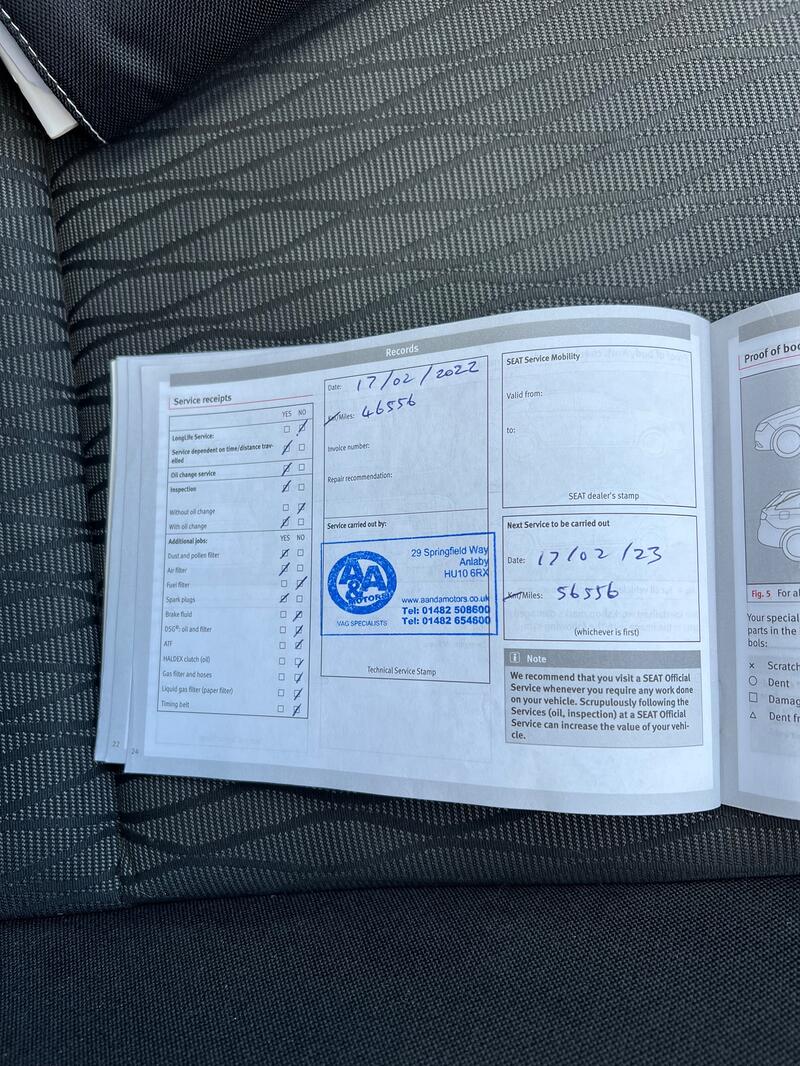 Records
Service receipts
YES NO
LongLife Service:
Service dependent on time/distance trav-
elled
Oil change service
Inspection
Without oil change
With oil change
Additional jobs: YES NO
Dust and pollen filter
Air filter
Fuel filter
Spark plugs
Brake fluid
DSG®: oil and filter
ATF
HALDEX clutch (oil)
Gas filter and hoses
Liquid gas filter (paper filter)
Timing belt
22
24
Date: 17/02/2022
Km/Miles: 46556
Invoice number:
Repair recommendation:
Service carried out by:
A&A
MOTORS
VAG SPECIALISTS
29 Springfield Way
Anlaby
HU10 6RX
www.aandamotors.co.uk
Tel: 01482 508600
Tel: 01482 654600
Technical Service Stamp
SEAT Service Mobility
Valid from:
to:
SEAT dealer's stamp
Next Service to be carried out
Date: 17/02/23
Km/Miles: 56556
(whichever is first)
i Note
We recommend that you visit a SEAT Official
Service whenever you require any work done
on your vehicle. Scrupulously following the
Services (oil, inspection) at a SEAT Official
Service can increase the value of your vehi-
cle.
Proof of bo
Fig. 5 For al
Your special
parts in the
bols:
× Scratch
○ Dent
□ Damag
△ Dent fr